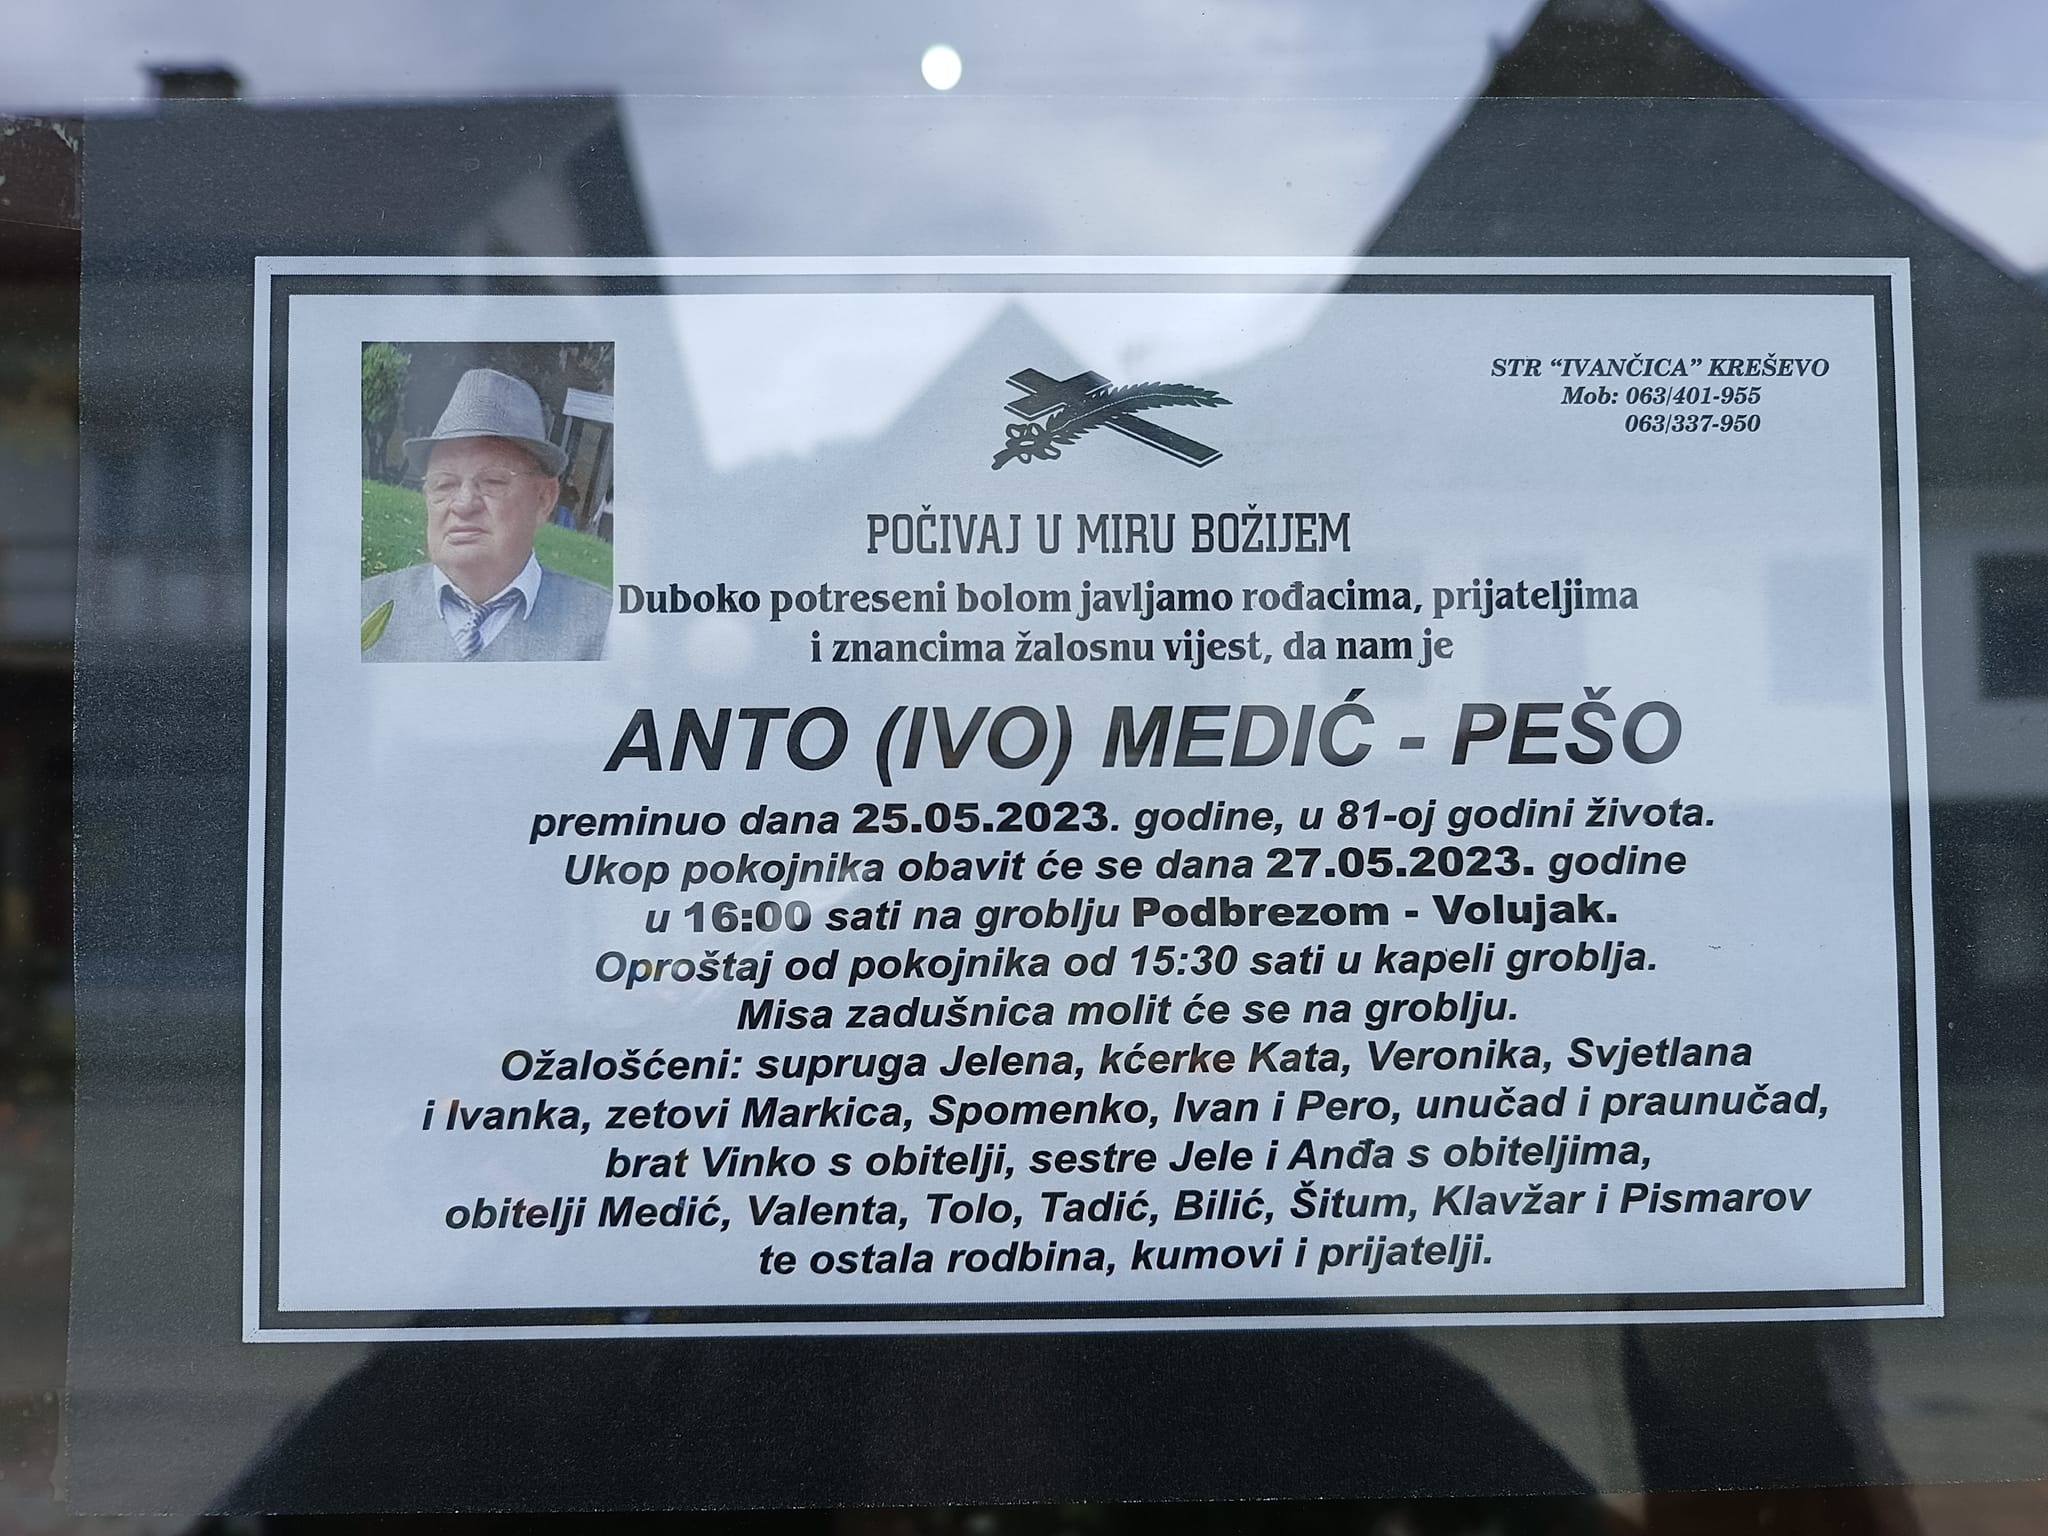 STR “IVANČICA” KREŠEVO
Mob: 063/401-955
063/337-950
POČIVAJ U MIRU BOŽIJEM
Duboko potreseni bolom javljamo rođacima, prijateljima
i znancima žalosnu vijest, da nam je
ANTO (IVO) MEDIĆ - PEŠO
preminuo dana 25.05.2023. godine, u 81-oj godini života.
Ukop pokojnika obavit će se dana 27.05.2023. godine
u 16:00 sati na groblju Podbrezom - Volujak.
Oproštaj od pokojnika od 15:30 sati u kapeli groblja.
Misa zadušnica molit će se na groblju.
Ožalošćeni: supruga Jelena, kćerke Kata, Veronika, Svjetlana
i Ivanka, zetovi Markica, Spomenko, Ivan i Pero, unučad i praunučad,
brat Vinko s obitelji, sestre Jele i Anđa s obiteljima,
obitelji Medić, Valenta, Tolo, Tadić, Bilić, Šitum, Klavžar i Pismarov
te ostala rodbina, kumovi i prijatelji.